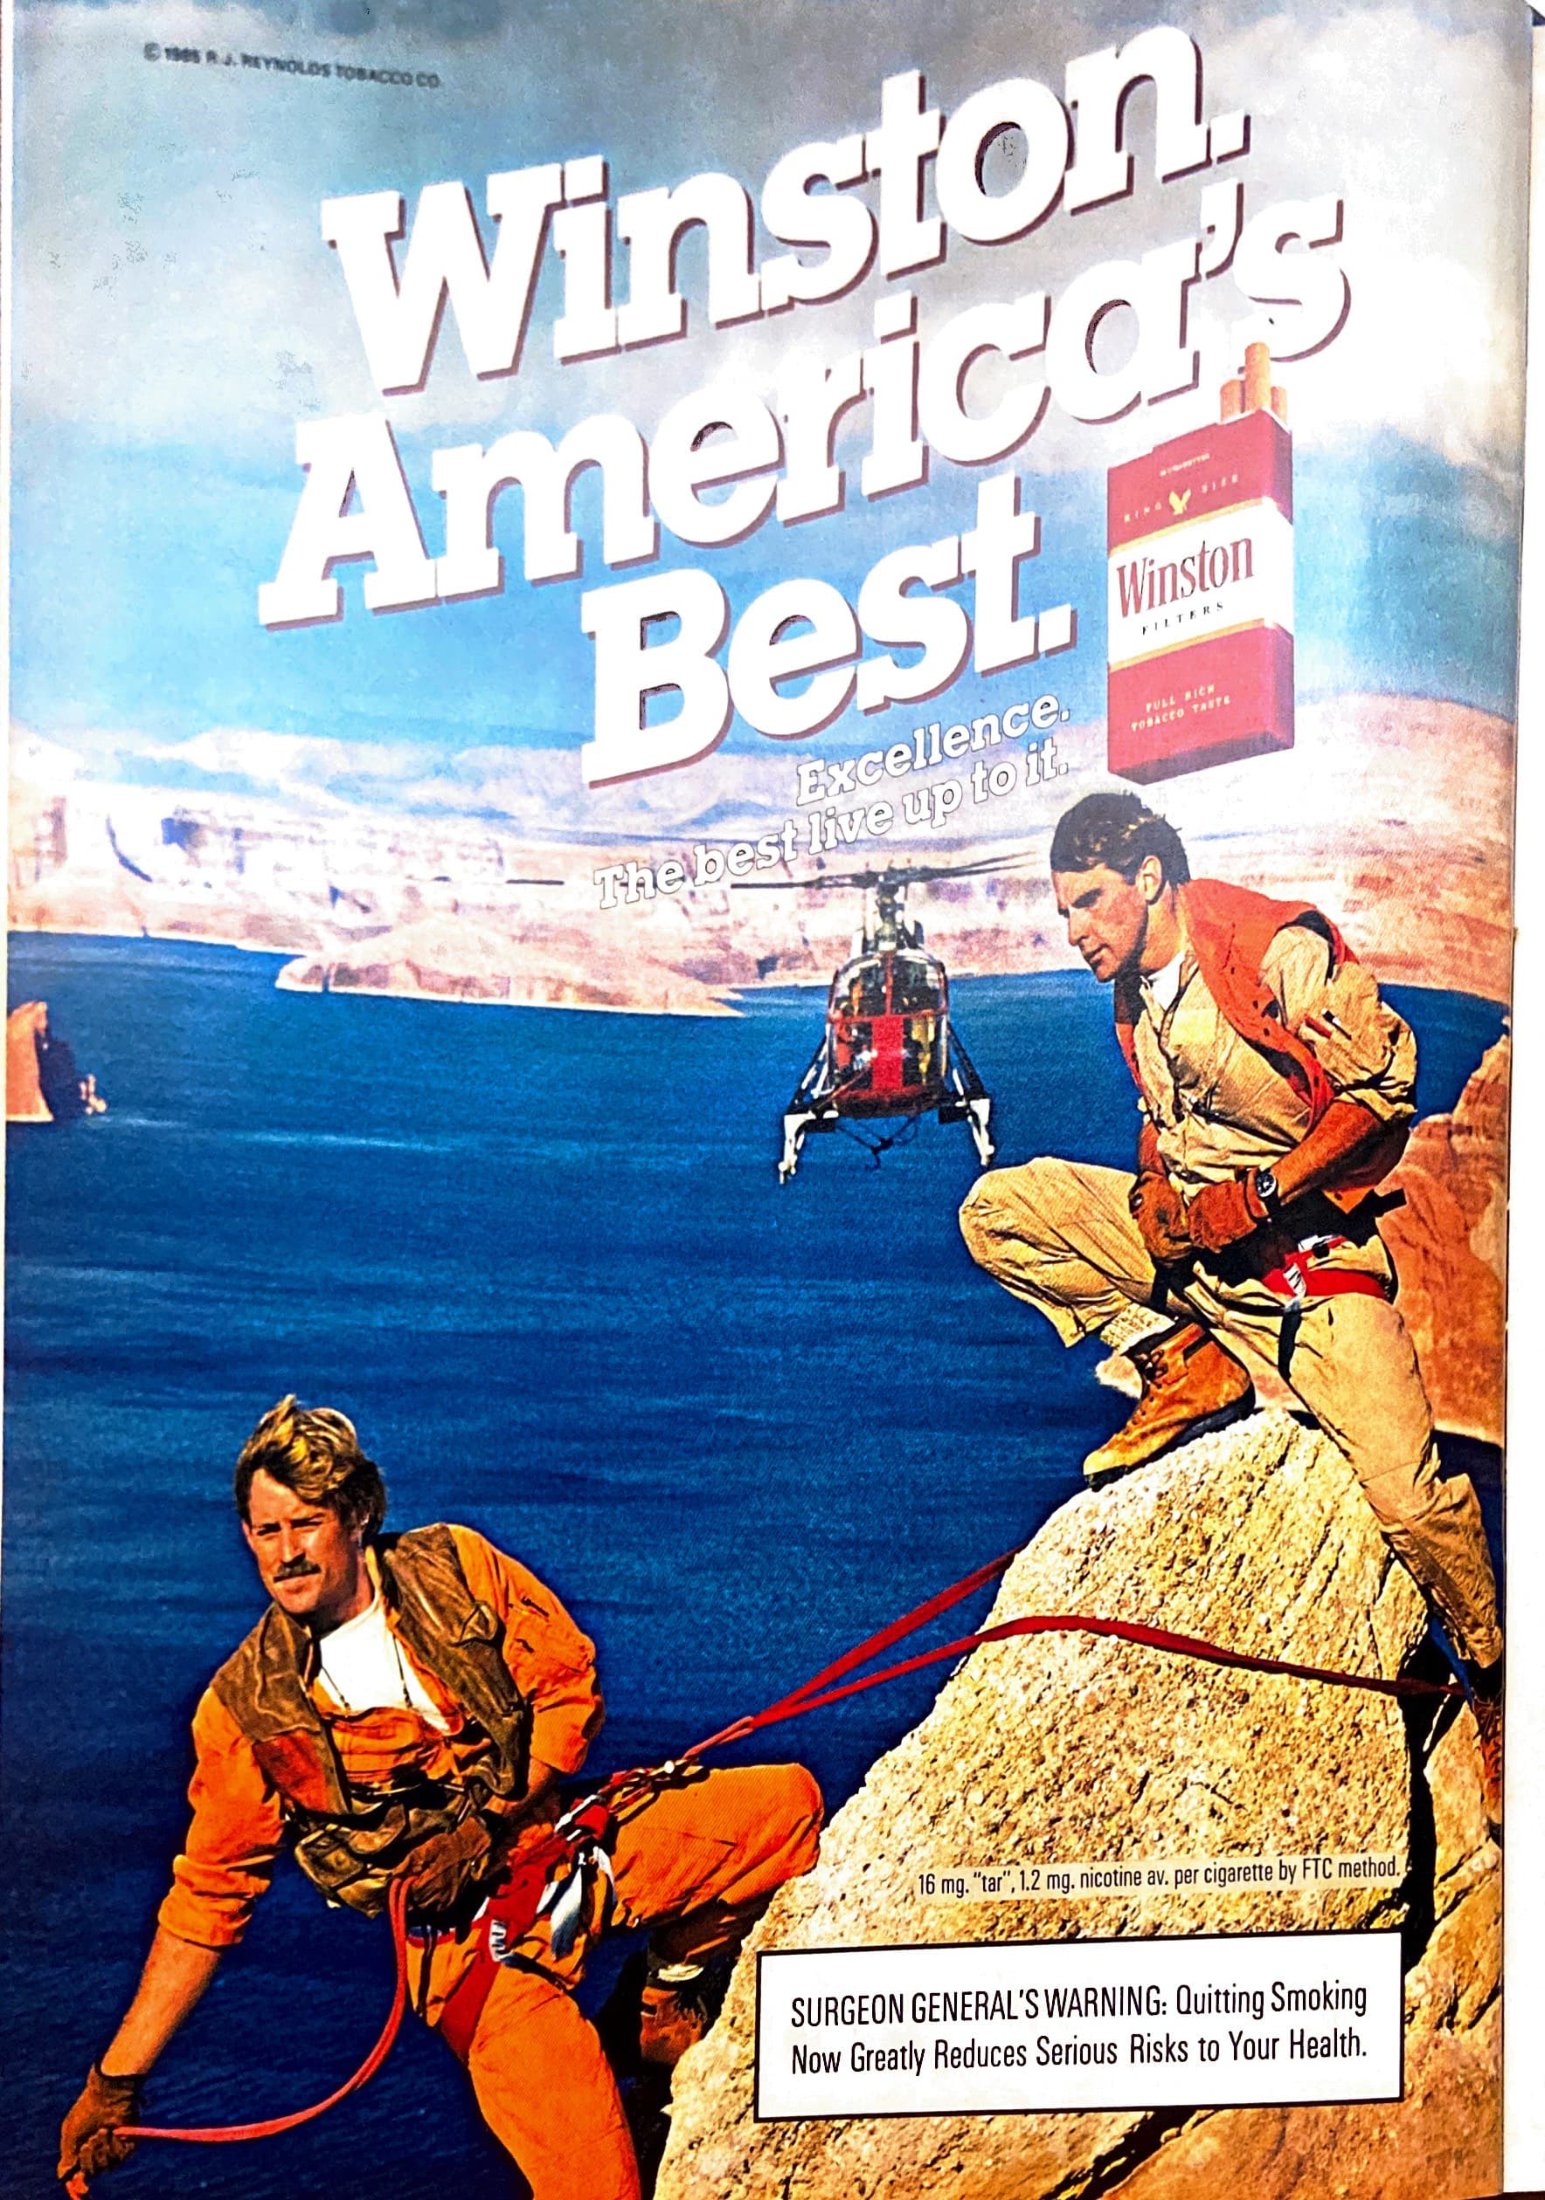 © 1985 R.J. REYNOLDS TOBACCO CO.
Winston.
America's
Best.
Excellence.
The best live up to it.
KING SIZE
Winston
FILTERS
FULL RICH
TOBACCO TASTE
16 mg. "tar", 1.2 mg. nicotine av. per cigarette by FTC method.
SURGEON GENERAL'S WARNING: Quitting Smoking
Now Greatly Reduces Serious Risks to Your Health.